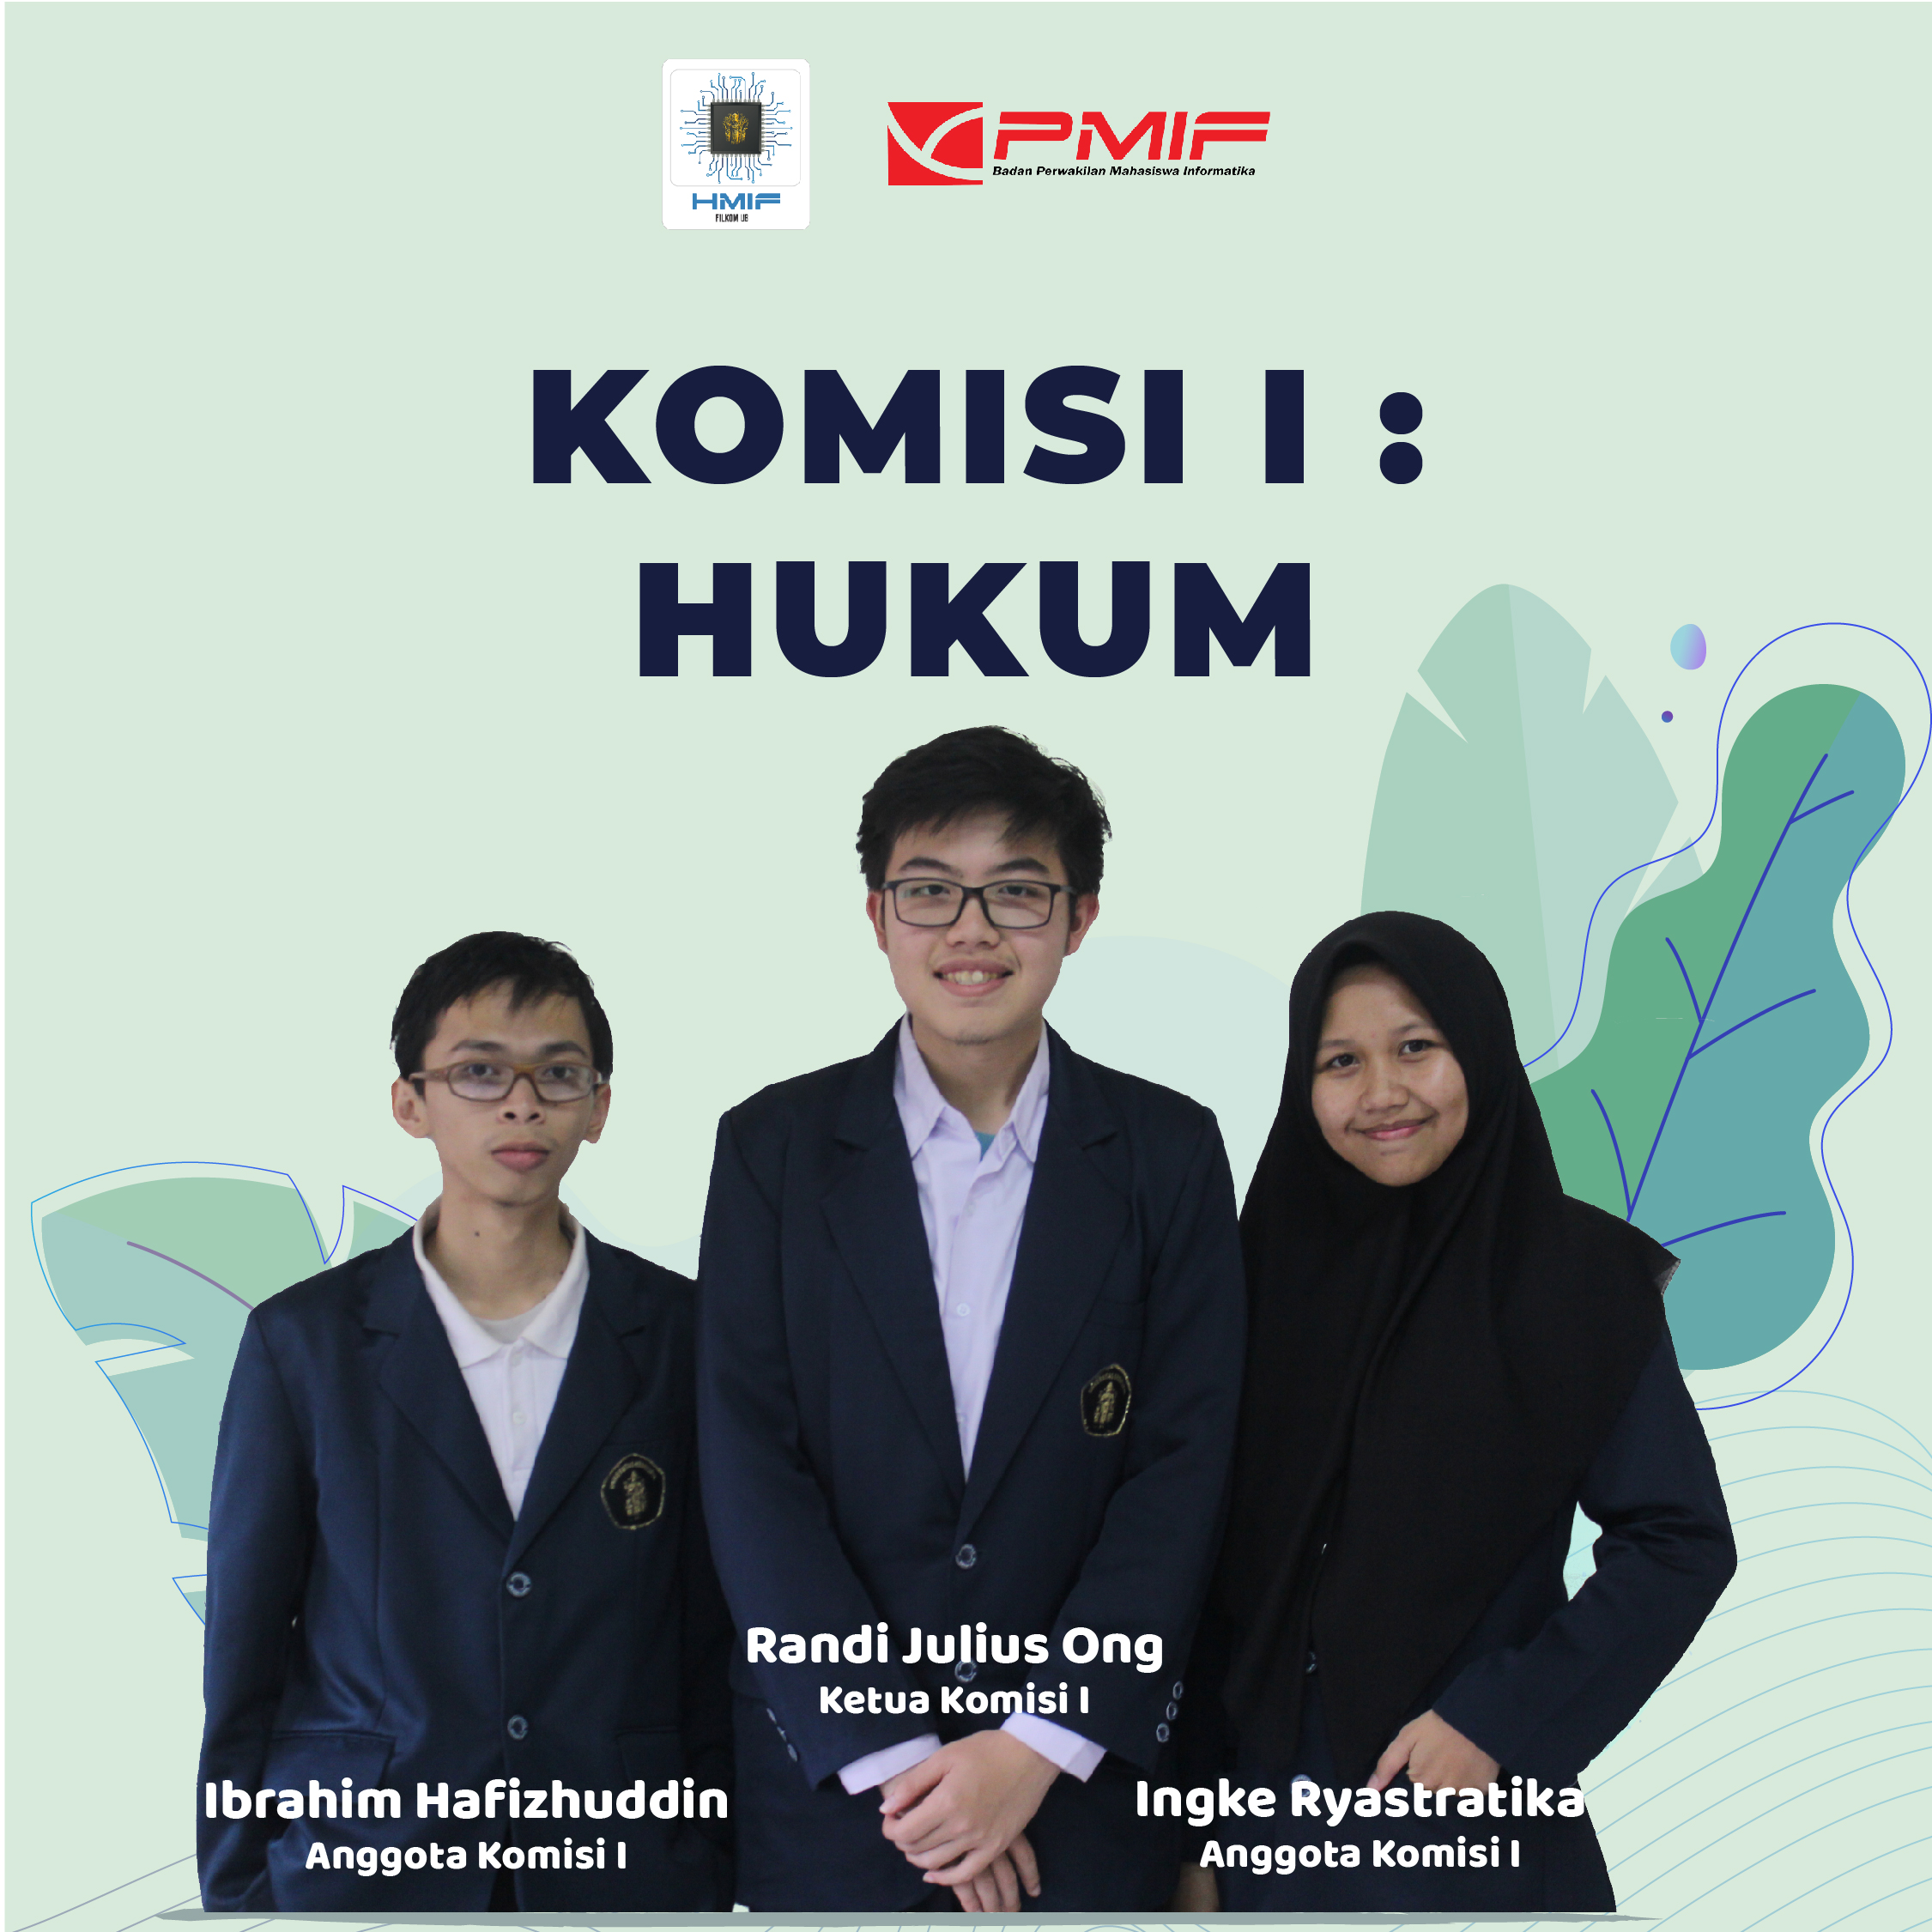 HMIF
FILKOM UB
BPMIF
Badan Perwakilan Mahasiswa Informatika
KOMISI I :
HUKUM
Randi Julius Ong
Ketua Komisi I
Ibrahim Hafizhuddin
Anggota Komisi I
Ingke Ryastratika
Anggota Komisi I